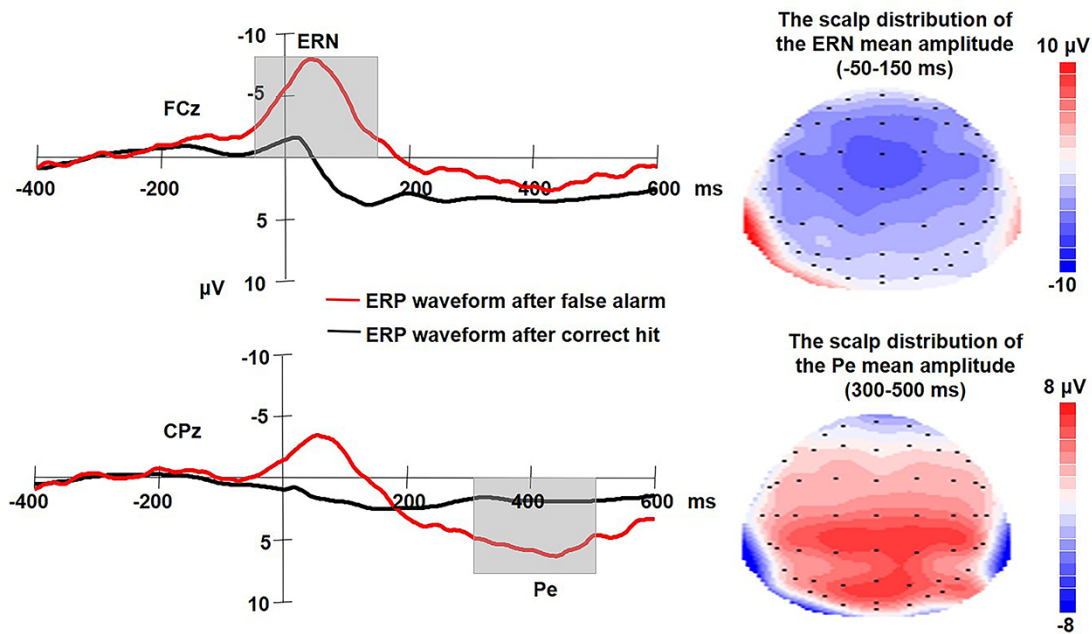 -10
ERN
-5
FCz
-400
-200
200
400
600
ms
5
10
μV
The scalp distribution of
the ERN mean amplitude
(-50-150 ms)
10 μV
-10
ERP waveform after false alarm
ERP waveform after correct hit
-10
-5
CPz
-400
-200
200
400
600
ms
5
10
Pe
The scalp distribution of
the Pe mean amplitude
(300-500 ms)
8 μV
-8